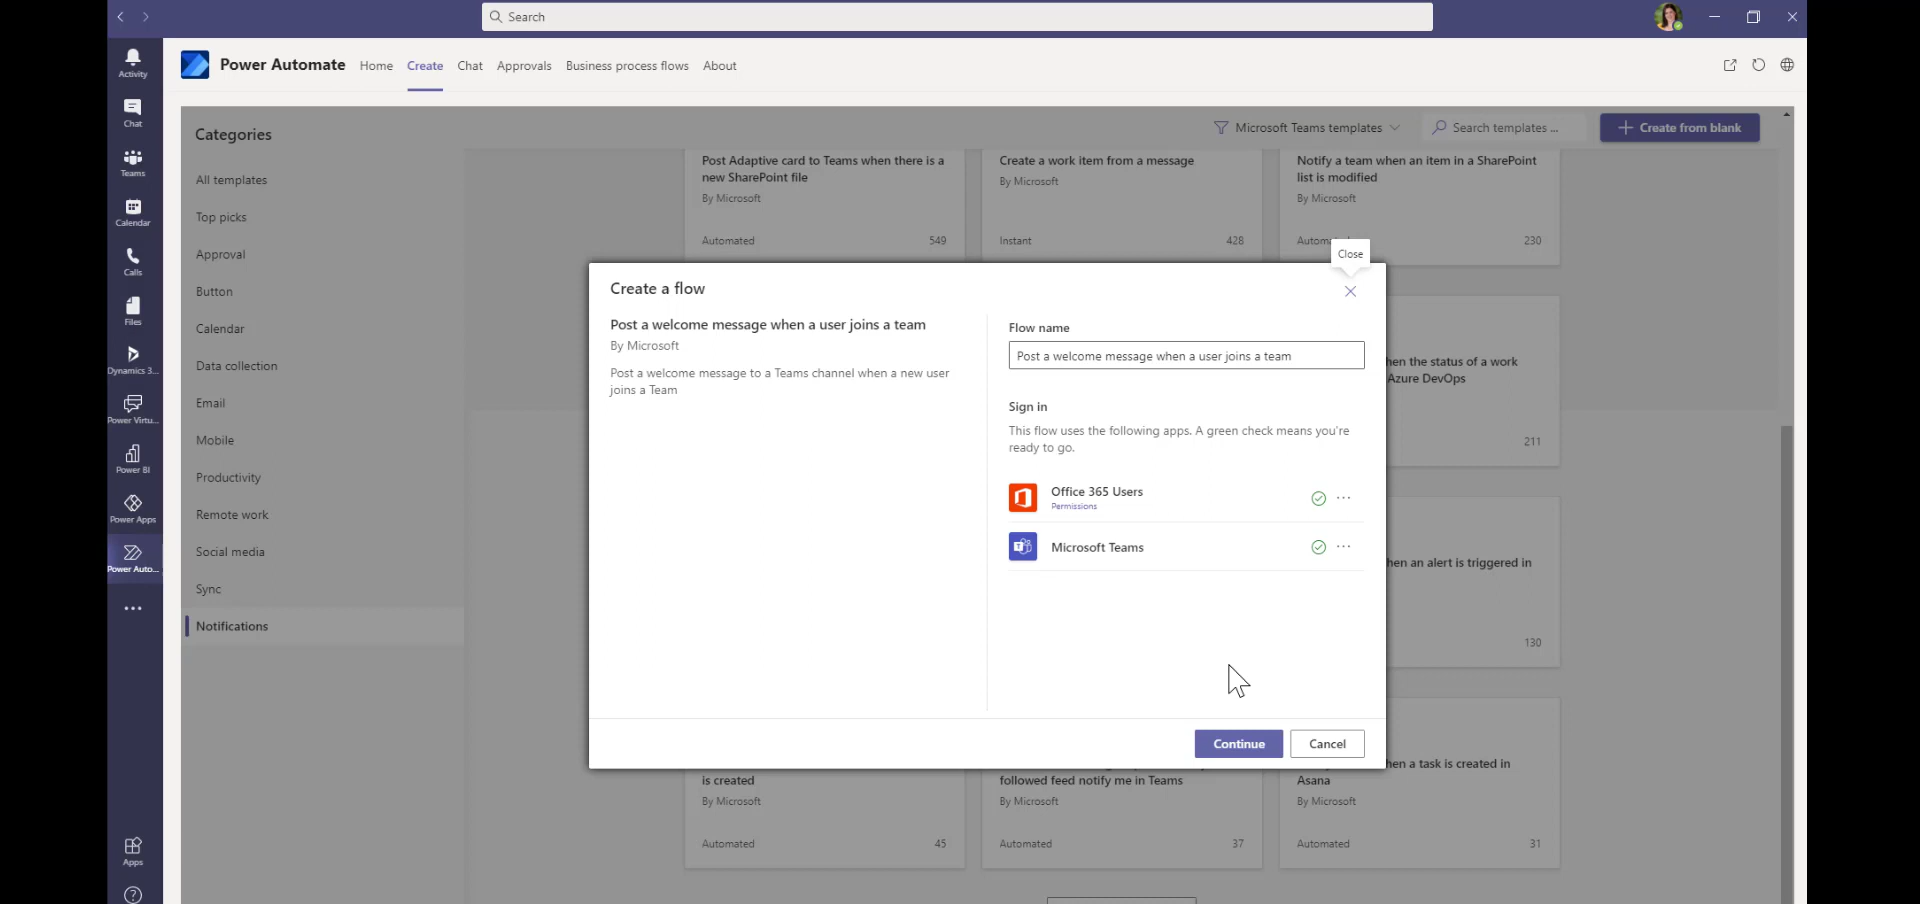 Search
Activity
Chat
Teams
Calendar
Calls
Files
Dynamics 3...
Power Virtu...
Power BI
Power Apps
Power Auto...
Apps
Power Automate
Home
Create
Chat
Approvals
Business process flows
About
Categories
All templates
Top picks
Approval
Button
Calendar
Data collection
Email
Mobile
Productivity
Remote work
Social media
Sync
Notifications
Microsoft Teams templates
Search templates ...
Create from blank
Post Adaptive card to Teams when there is a
new SharePoint file
By Microsoft
Automated
549
Create a work item from a message
By Microsoft
Instant
428
Notify a team when an item in a SharePoint
list is modified
By Microsoft
230
Close
Create a flow
Post a welcome message when a user joins a team
By Microsoft
Post a welcome message to a Teams channel when a new user
joins a Team
Flow name
Post a welcome message when a user joins a team
Sign in
This flow uses the following apps. A green check means you're
ready to go.
Office 365 Users
Permissions
Microsoft Teams
Continue
Cancel
the status of a work
Azure DevOps
211
an alert is triggered in
130
is created
By Microsoft
Automated
45
followed feed notify me in Teams
By Microsoft
Automated
37
a task is created in
Asana
By Microsoft
Automated
31